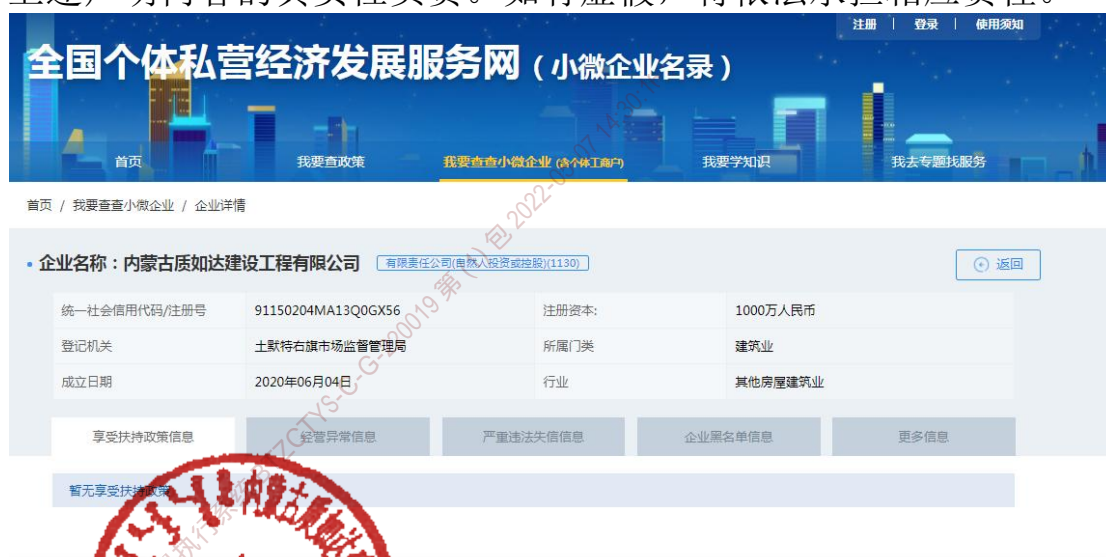 注册 | 登录 | 使用须知
全国个体私营经济发展服务网（小微企业名录）
首页 我要查政策 我要查查小微企业 (含个体工商户) 我要学知识 我去专题找服务
首页 / 我要查查小微企业 / 企业详情
企业名称：内蒙古质如达建设工程有限公司 有限责任公司(自然人投资或控股)(1130) 返回
统一社会信用代码/注册号 91150204MA13Q0GX56 注册资本: 1000万人民币
登记机关 土默特右旗市场监督管理局 所属门类 建筑业
成立日期 2020年06月04日 行业 其他房屋建筑业
享受扶持政策信息 经营异常信息 严重违法失信信息 企业黑名单信息 更多信息
暂无享受扶持政策